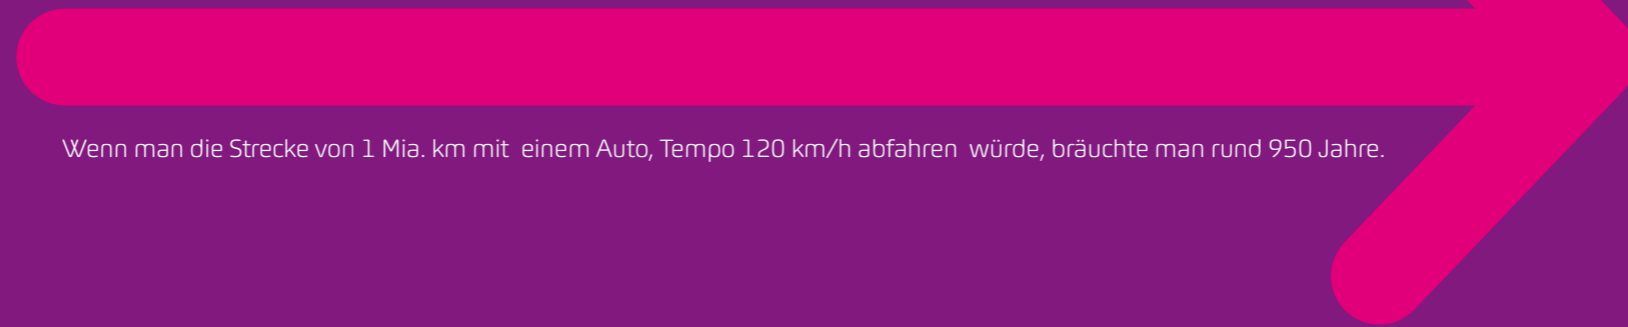 Wenn man die Strecke von 1 Mia. km mit einem Auto, Tempo 120 km/h abfahren würde, bräuchte man rund 950 Jahre.